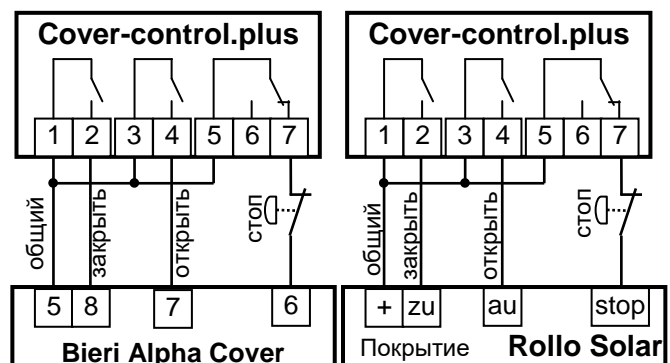 Cover-control.plus
1 2 3 4 5 6 7
общий
закрыть
открыть
стоп
5 8 7 6
Bieri Alpha Cover
Cover-control.plus
1 2 3 4 5 6 7
общий
закрыть
открыть
стоп
+ zu au stop
Покрытие Rollo Solar